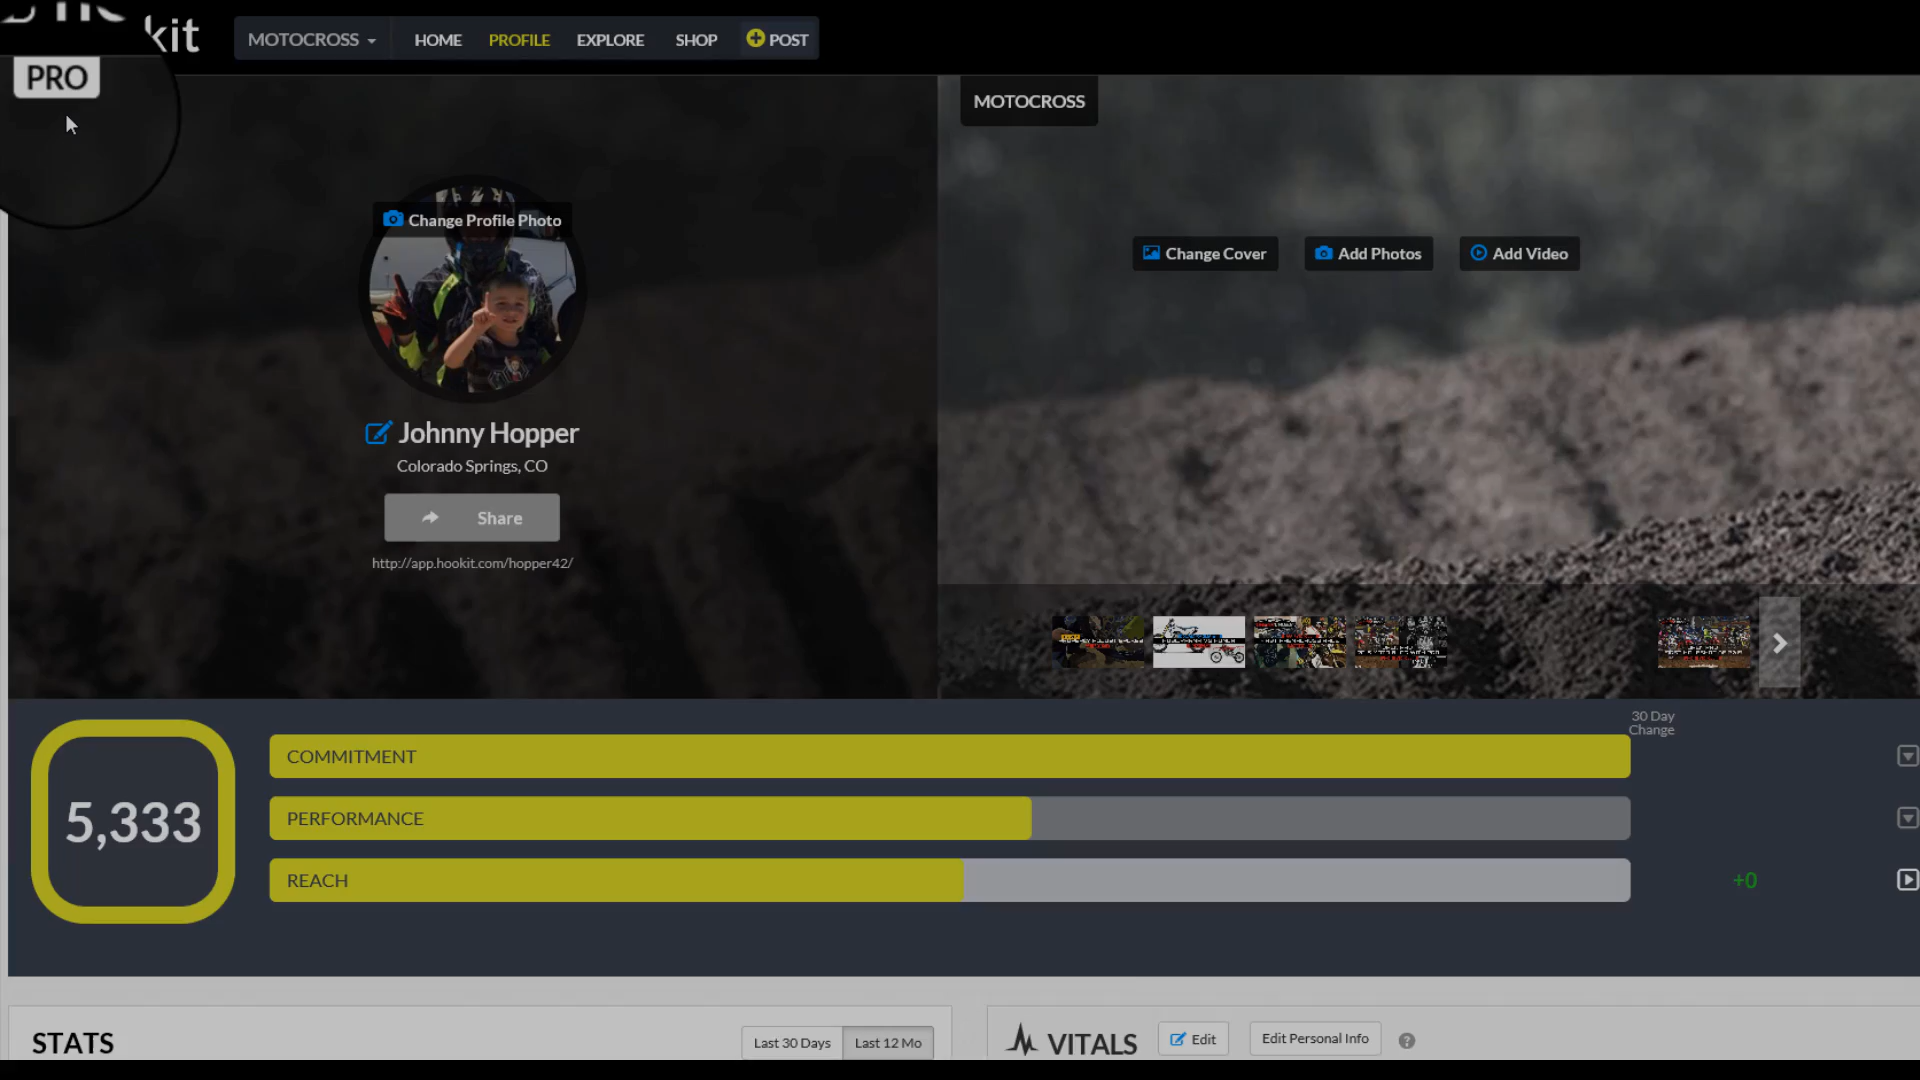 kit
MOTOCROSS
HOME
PROFILE
EXPLORE
SHOP
POST
PRO
MOTOCROSS
Change Profile Photo
Change Cover
Add Photos
Add Video
Johnny Hopper
Colorado Springs, CO
Share
http://app.hookit.com/hopper42/
30 Day
Change
COMMITMENT
PERFORMANCE
REACH
5,333
+0
STATS
Last 30 Days
Last 12 Mo
VITALS
Edit
Edit Personal Info
?